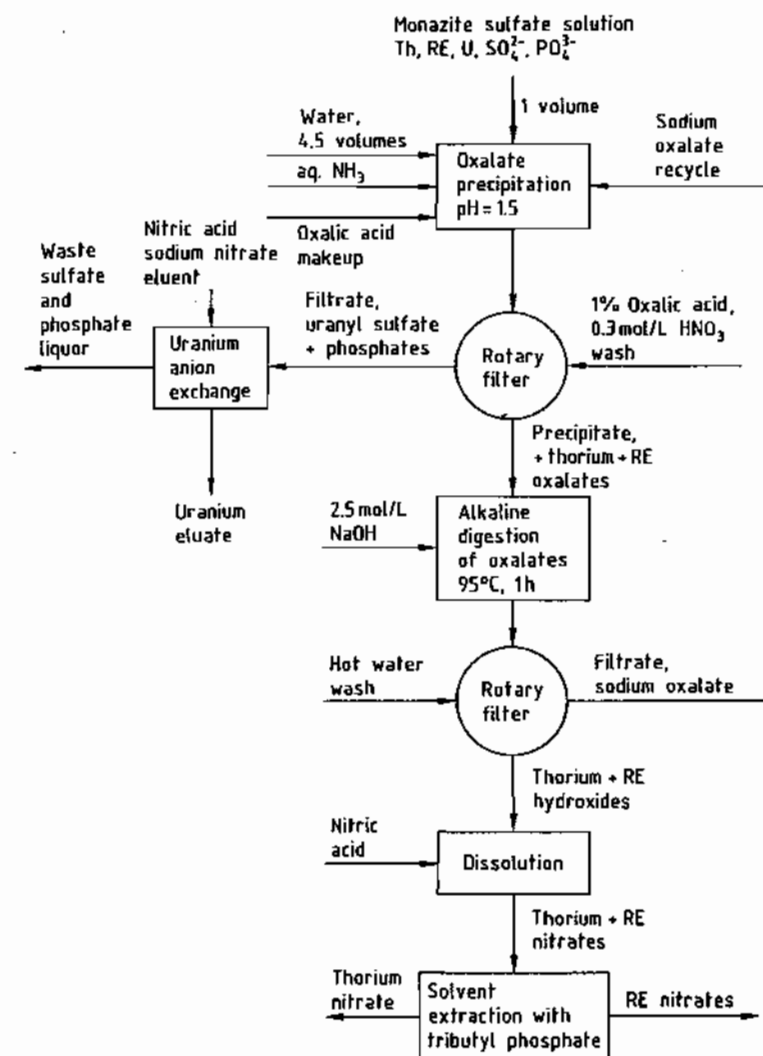 Monazite sulfate solution
Th, RE, U, SO₄²⁻, PO₄³⁻
1 volume
Water,
4.5 volumes
aq. NH₃
Oxalic acid
makeup
Sodium
oxalate
recycle
Oxalate
precipitation
pH = 1.5
Nitric acid
sodium nitrate
eluent
Waste
sulfate
and
phosphate
liquor
Uranium
anion
exchange
Filtrate,
uranyl sulfate
+ phosphates
Rotary
filter
1% Oxalic acid,
0.3 mol/L HNO₃
wash
Uranium
eluate
Precipitate,
+ thorium + RE
oxalates
2.5 mol/L
NaOH
Alkaline
digestion
of oxalates
95°C, 1h
Hot water
wash
Rotary
filter
Filtrate,
sodium oxalate
Thorium + RE
hydroxides
Nitric
acid
Dissolution
Thorium + RE
nitrates
Thorium
nitrate
Solvent
extraction with
tributyl phosphate
RE nitrates